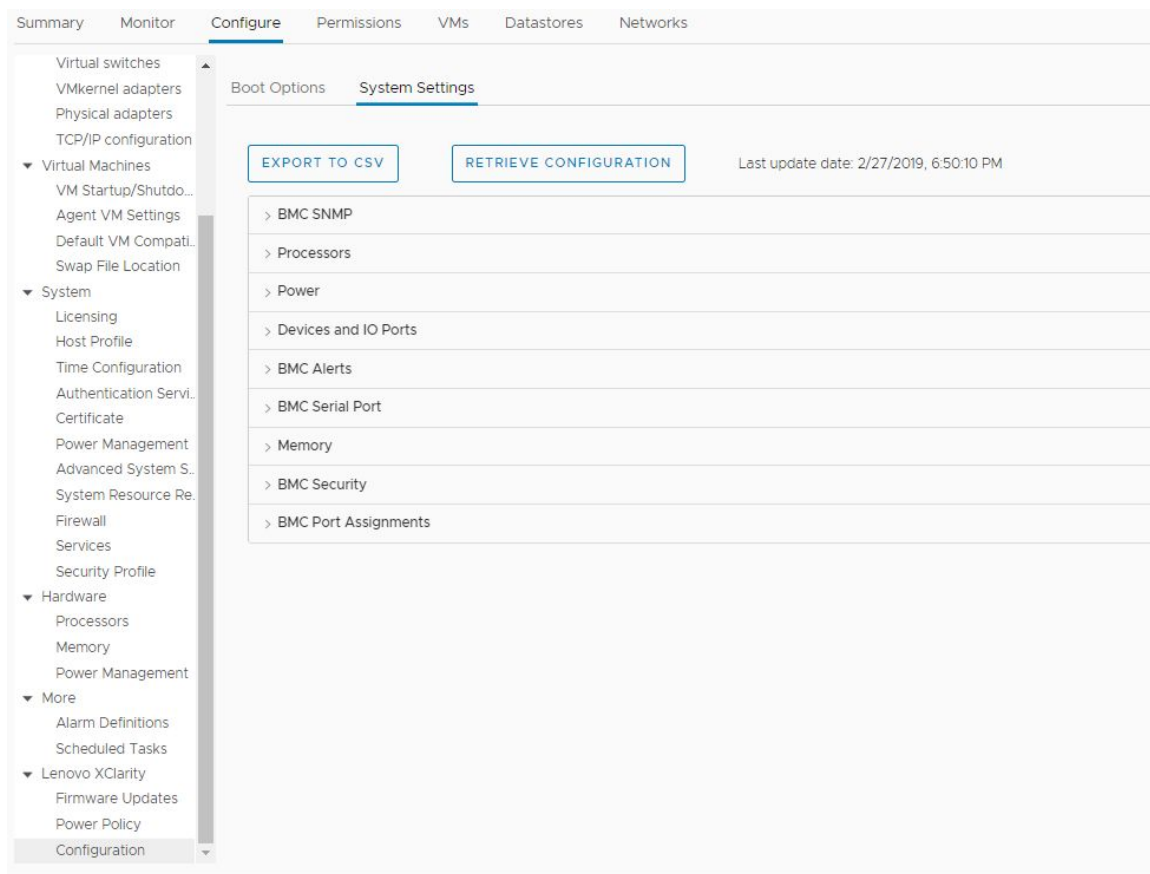 Summary Monitor Configure Permissions VMs Datastores Networks
Virtual switches
VMkernel adapters
Physical adapters
TCP/IP configuration
Virtual Machines
VM Startup/Shutdo...
Agent VM Settings
Default VM Compati..
Swap File Location
System
Licensing
Host Profile
Time Configuration
Authentication Servi..
Certificate
Power Management
Advanced System S..
System Resource Re.
Firewall
Services
Security Profile
Hardware
Processors
Memory
Power Management
More
Alarm Definitions
Scheduled Tasks
Lenovo XClarity
Firmware Updates
Power Policy
Configuration
Boot Options System Settings
EXPORT TO CSV RETRIEVE CONFIGURATION Last update date: 2/27/2019, 6:50:10 PM
BMC SNMP
Processors
Power
Devices and IO Ports
BMC Alerts
BMC Serial Port
Memory
BMC Security
BMC Port Assignments